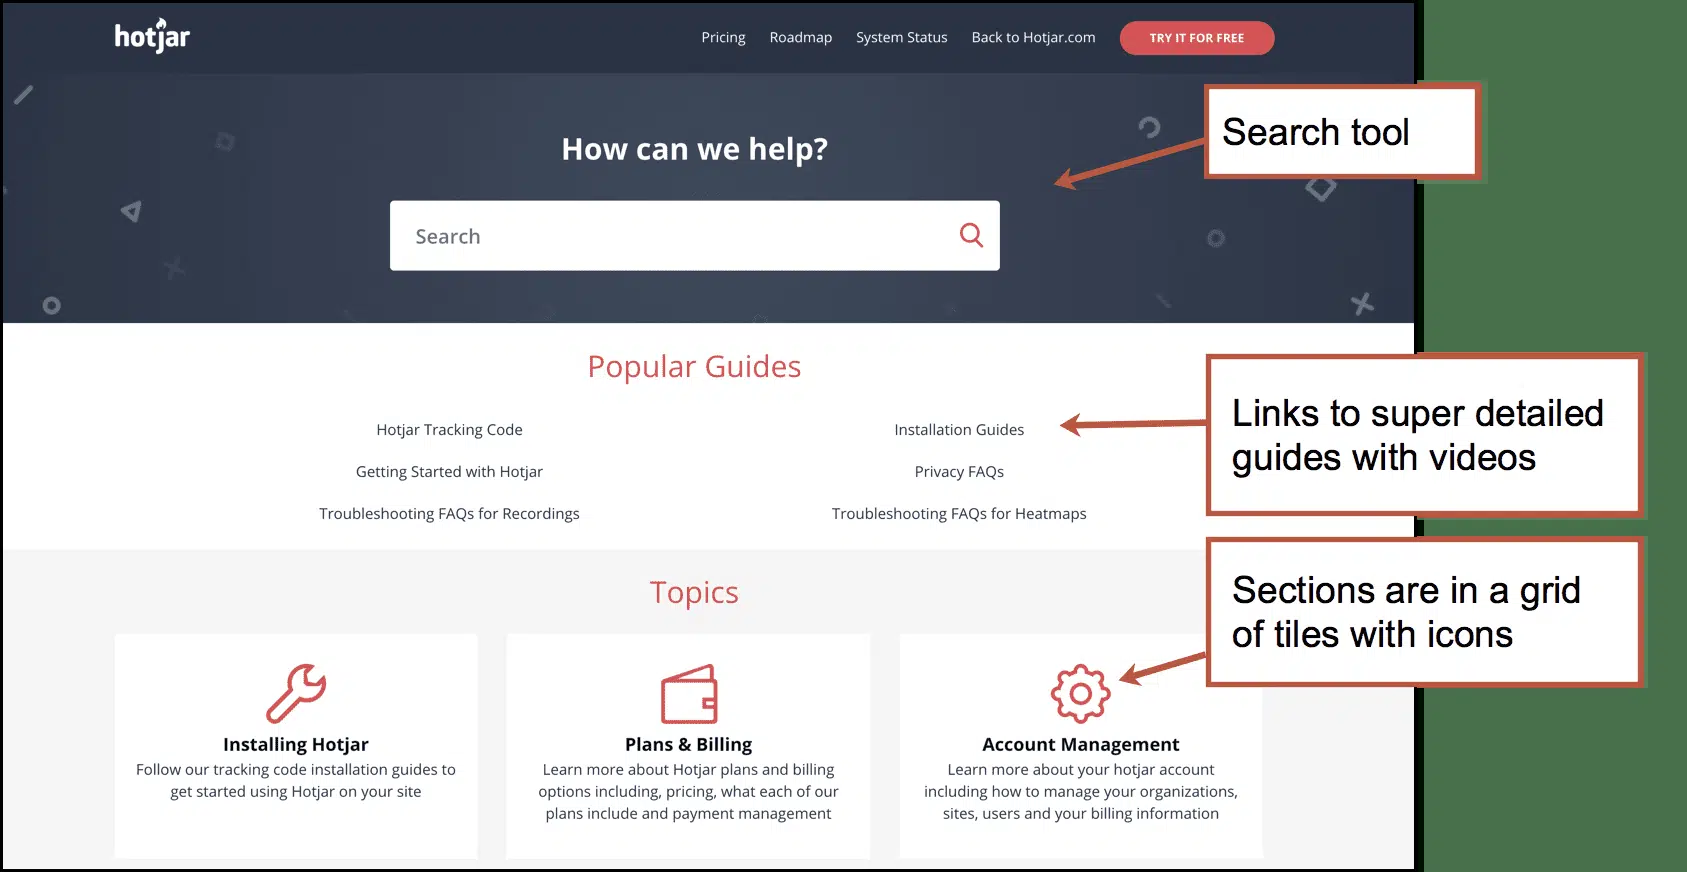 hotjar
Pricing Roadmap System Status Back to Hotjar.com TRY IT FOR FREE
How can we help?
Search tool
Search
Popular Guides
Hotjar Tracking Code
Installation Guides
Getting Started with Hotjar
Privacy FAQs
Troubleshooting FAQs for Recordings
Troubleshooting FAQs for Heatmaps
Links to super detailed
guides with videos
Topics
Sections are in a grid
of tiles with icons
Installing Hotjar
Follow our tracking code installation guides to
get started using Hotjar on your site
Plans & Billing
Learn more about Hotjar plans and billing
options including, pricing, what each of our
plans include and payment management
Account Management
Learn more about your hotjar account
including how to manage your organizations,
sites, users and your billing information